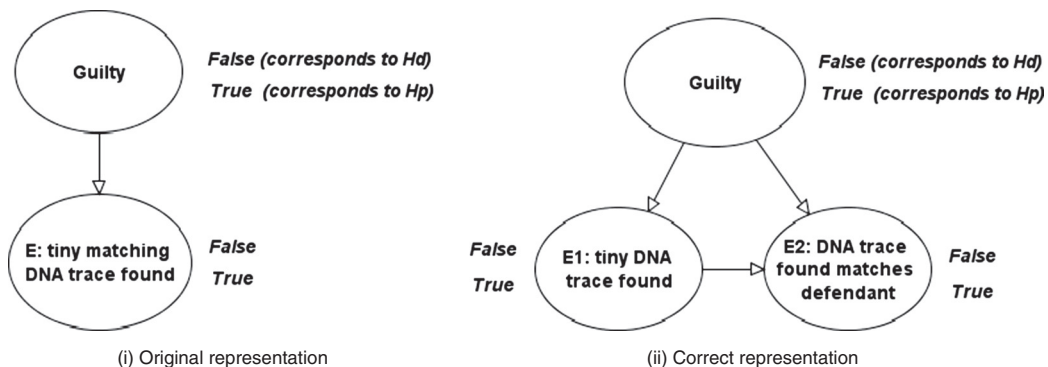 Guilty
False (corresponds to Hd)
True (corresponds to Hp)
E: tiny matching
DNA trace found
False
True
(i) Original representation
Guilty
False (corresponds to Hd)
True (corresponds to Hp)
False
True
E1: tiny DNA
trace found
E2: DNA trace
found matches
defendant
False
True
(ii) Correct representation